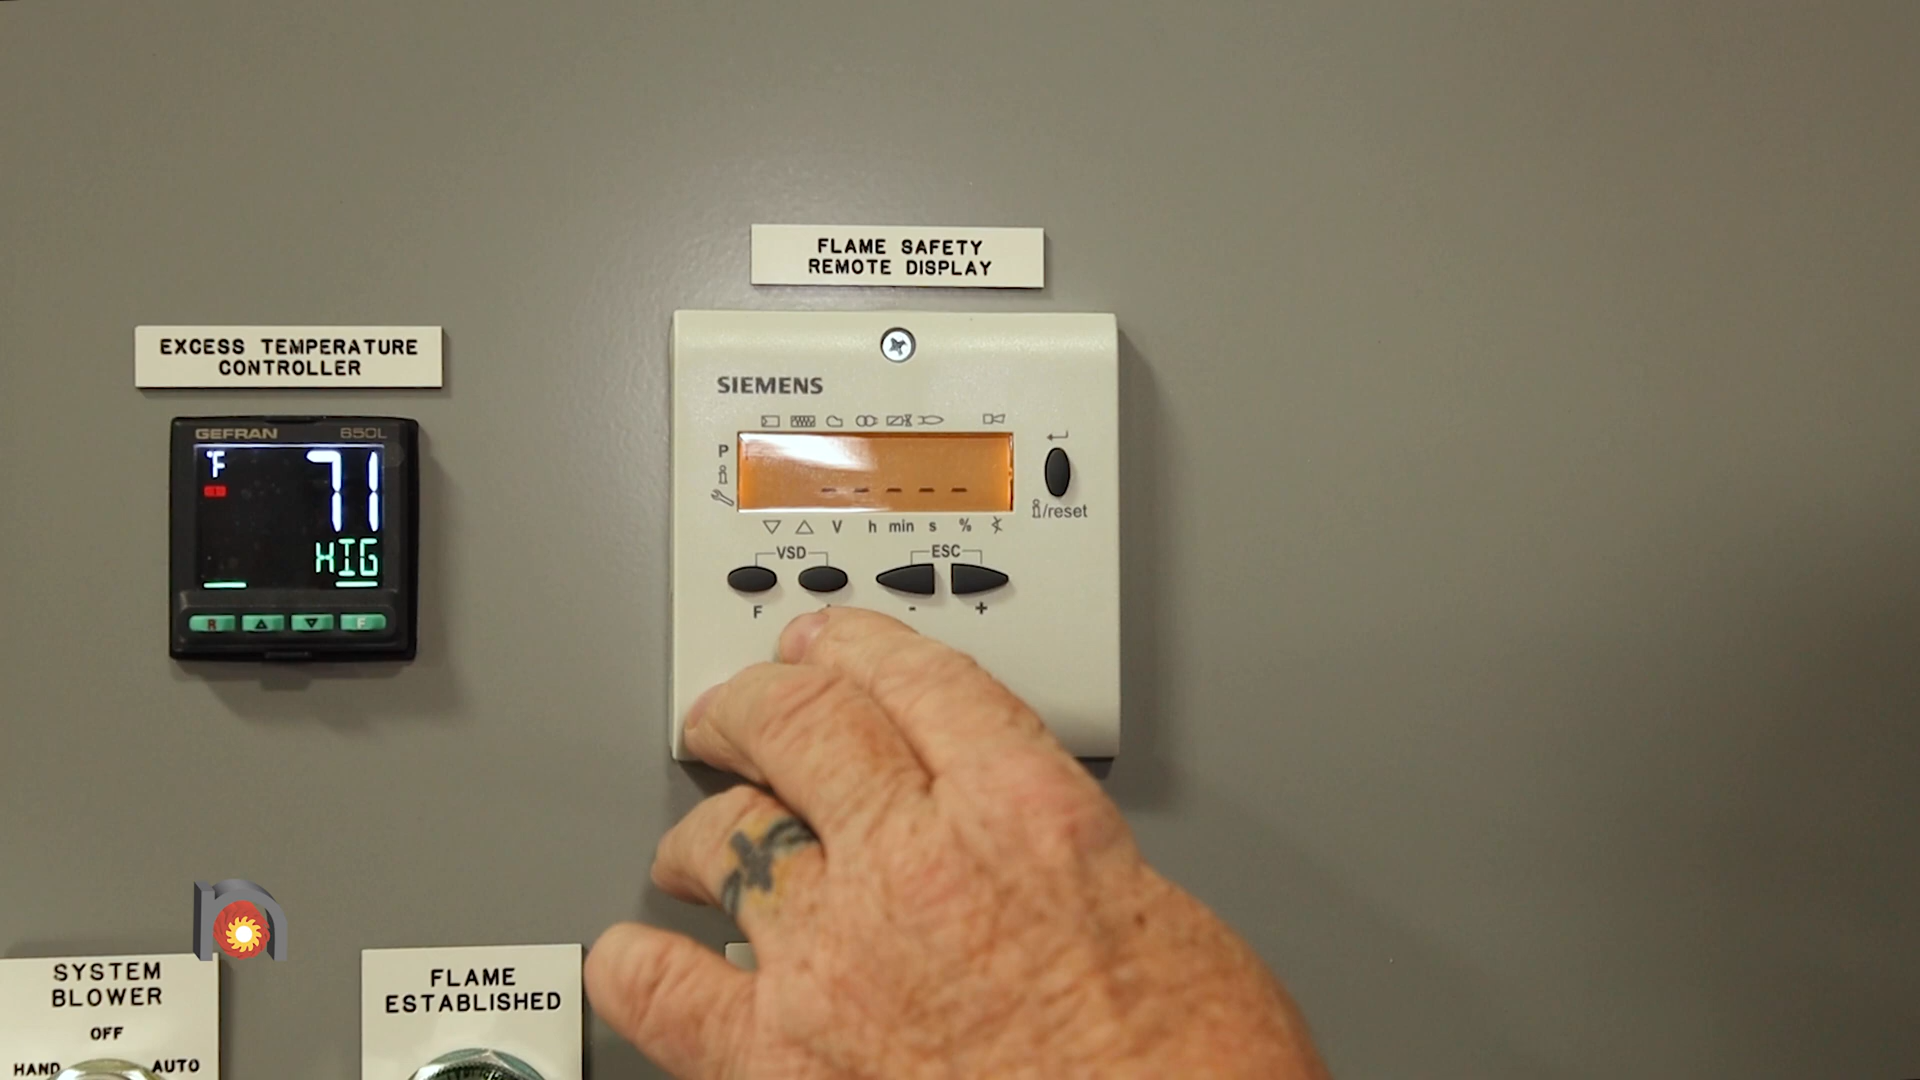 FLAME SAFETY
REMOTE DISPLAY
EXCESS TEMPERATURE
CONTROLLER
GEFRAN 650L
°F
71
HIG
R F
SIEMENS
P
i
i/reset
V h min s %
VSD ESC
F - +
SYSTEM
BLOWER
OFF
HAND AUTO
FLAME
ESTABLISHED